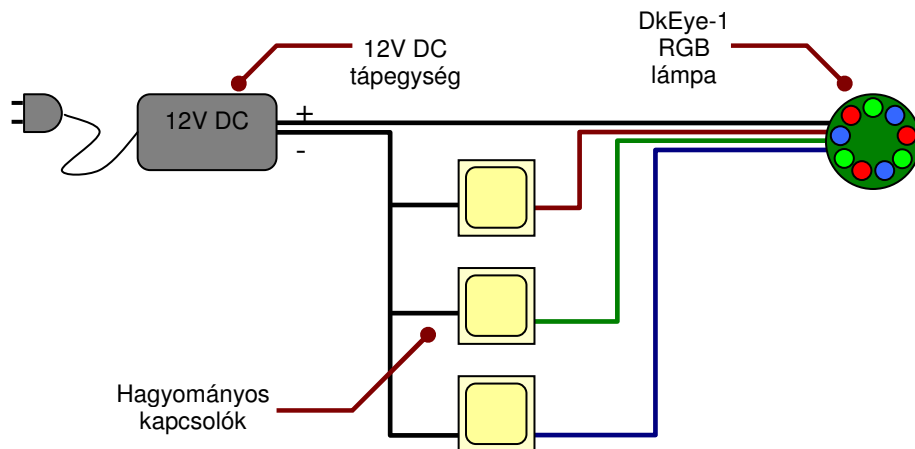 12V DC
tápegység
DkEye-1
RGB
lámpa
12V DC
+
-
Hagyományos
kapcsolók